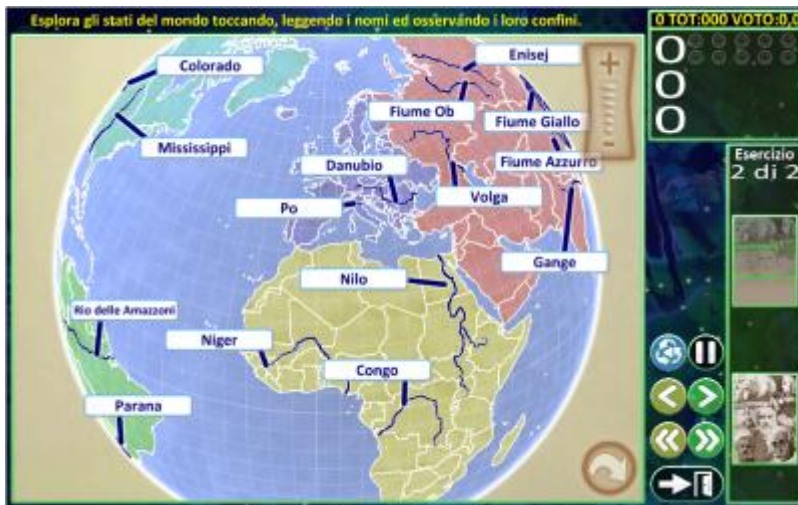 Esplora gli stati del mondo toccando, leggendo i nomi ed osservando i loro confini.
0 TOT:000 VOTO:0,0
Colorado
Enisej
Fiume Ob
Fiume Giallo
Mississippi
Danubio
Fiume Azzurro
Po
Volga
Gange
Nilo
Rio delle Amazzoni
Niger
Congo
Parana
Esercizio
2 di 2